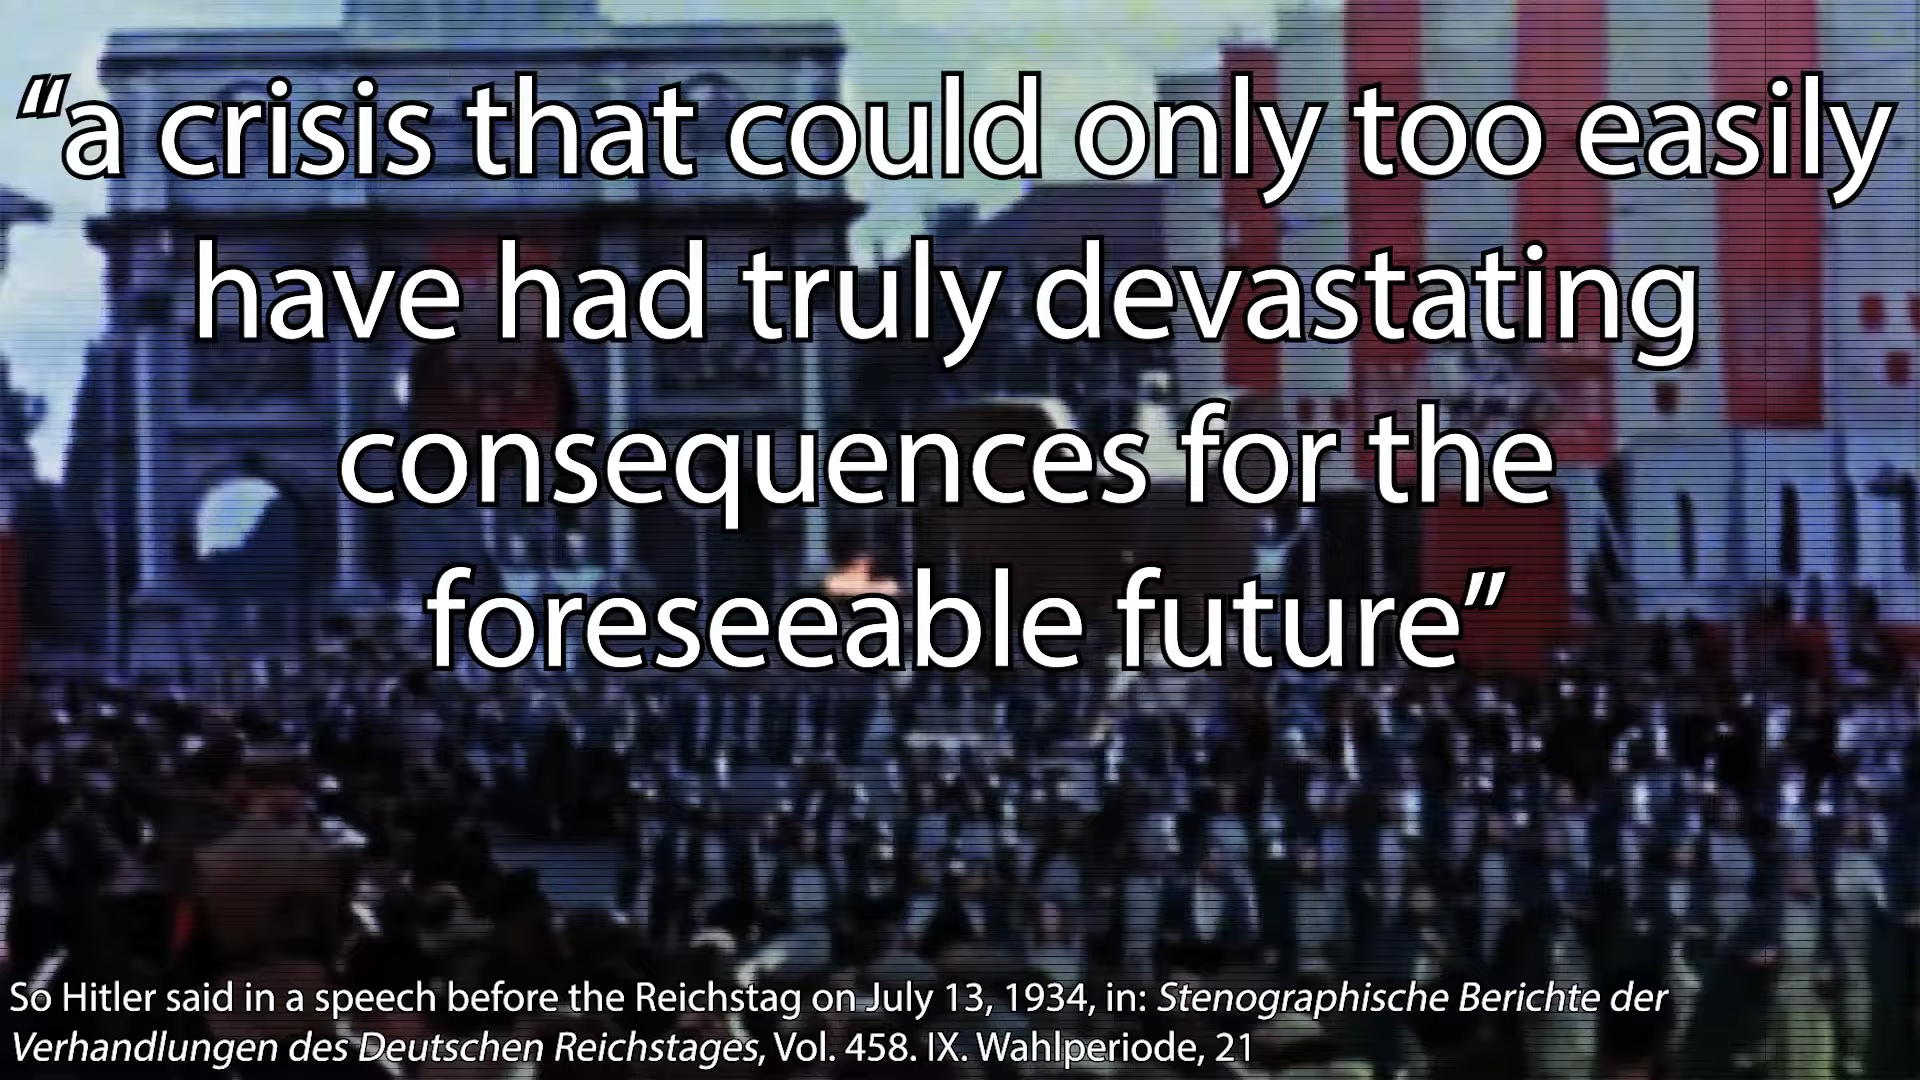 “a crisis that could only too easily
have had truly devastating
consequences for the
foreseeable future”
So Hitler said in a speech before the Reichstag on July 13, 1934, in: Stenographische Berichte der
Verhandlungen des Deutschen Reichstages, Vol. 458. IX. Wahlperiode, 21